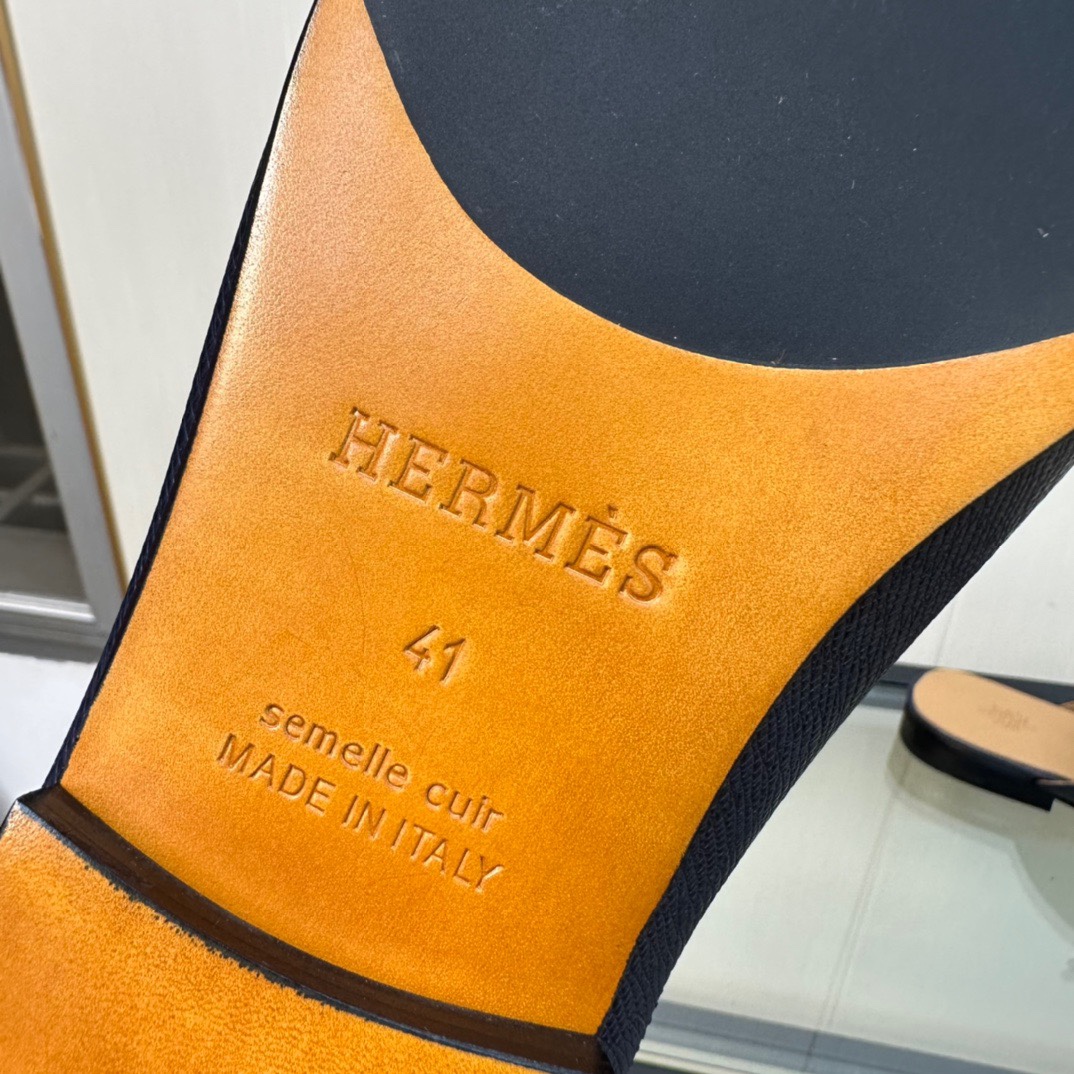 HERMÈS
41
semelle cuir
MADE IN ITALY